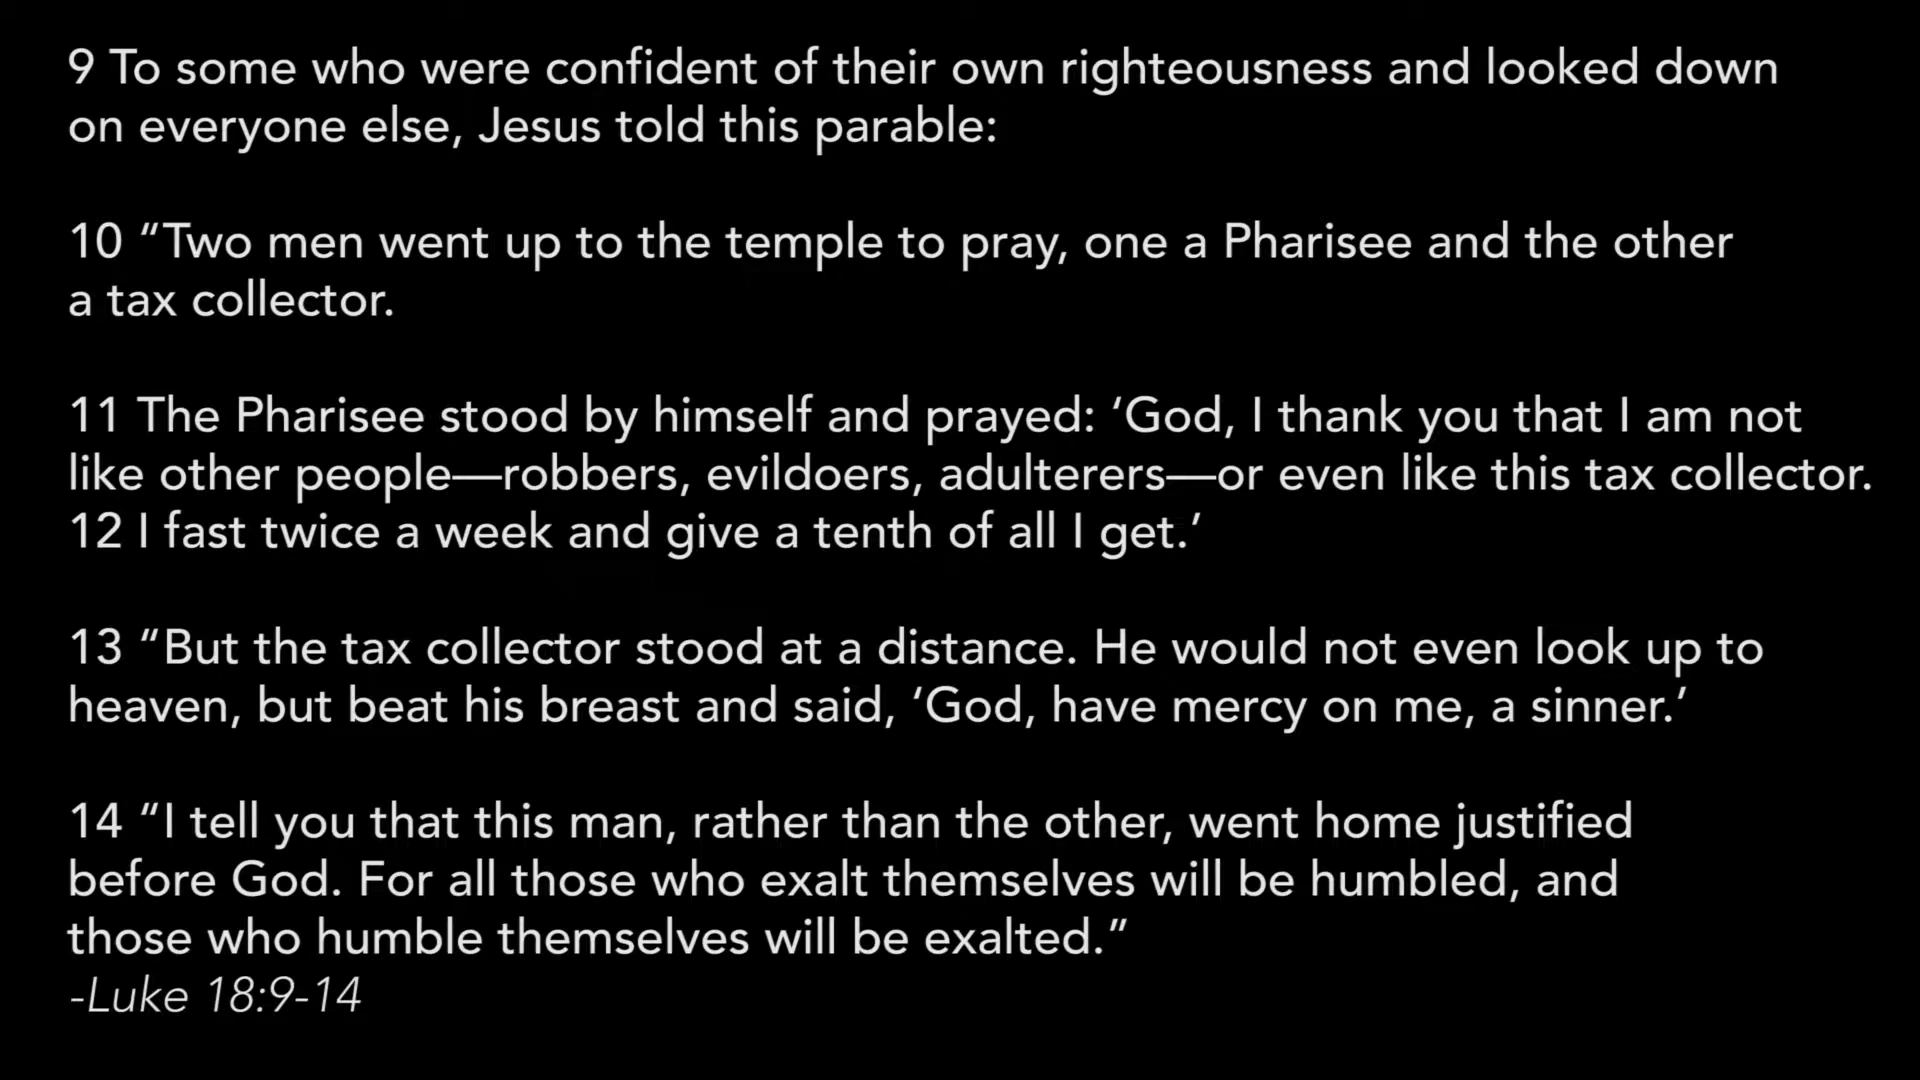 9 To some who were confident of their own righteousness and looked down
on everyone else, Jesus told this parable:
10 “Two men went up to the temple to pray, one a Pharisee and the other
a tax collector.
11 The Pharisee stood by himself and prayed: ‘God, I thank you that I am not
like other people—robbers, evildoers, adulterers—or even like this tax collector.
12 I fast twice a week and give a tenth of all I get.’
13 “But the tax collector stood at a distance. He would not even look up to
heaven, but beat his breast and said, ‘God, have mercy on me, a sinner.’
14 “I tell you that this man, rather than the other, went home justified
before God. For all those who exalt themselves will be humbled, and
those who humble themselves will be exalted.”
-Luke 18:9-14